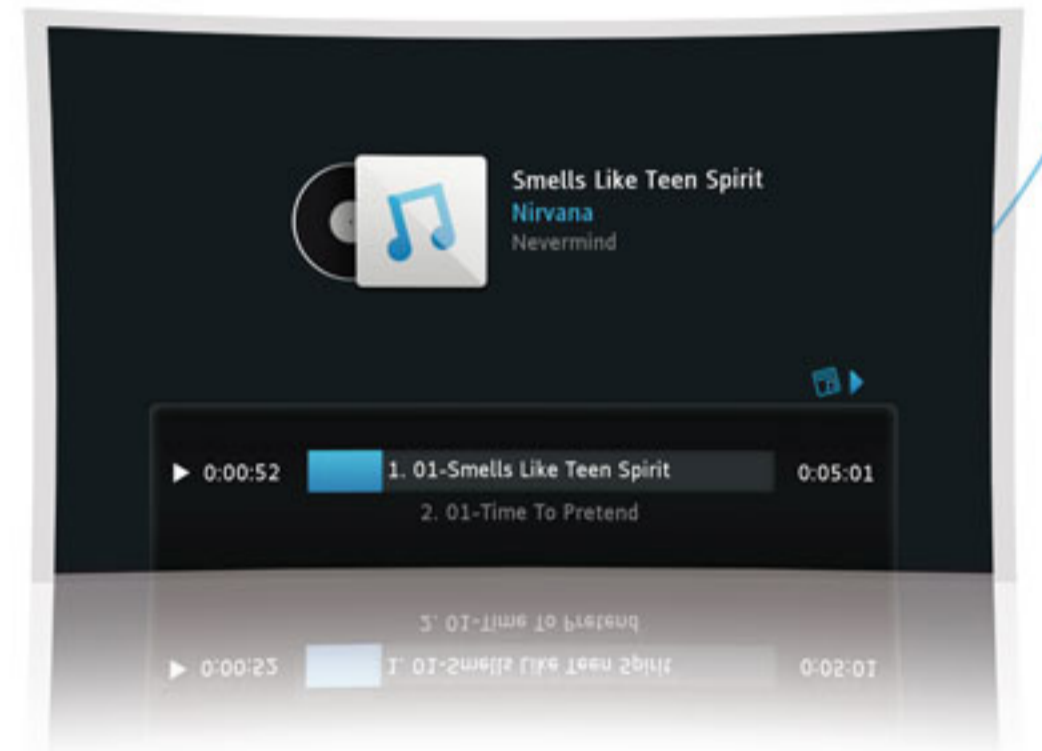 Smells Like Teen Spirit
Nirvana
Nevermind
0:00:52 1. 01-Smells Like Teen Spirit 0:05:01
2. 01-Time To Pretend
2. 01-Time To Pretend
0:00:52 1. 01-Smells Like Teen Spirit 0:05:01